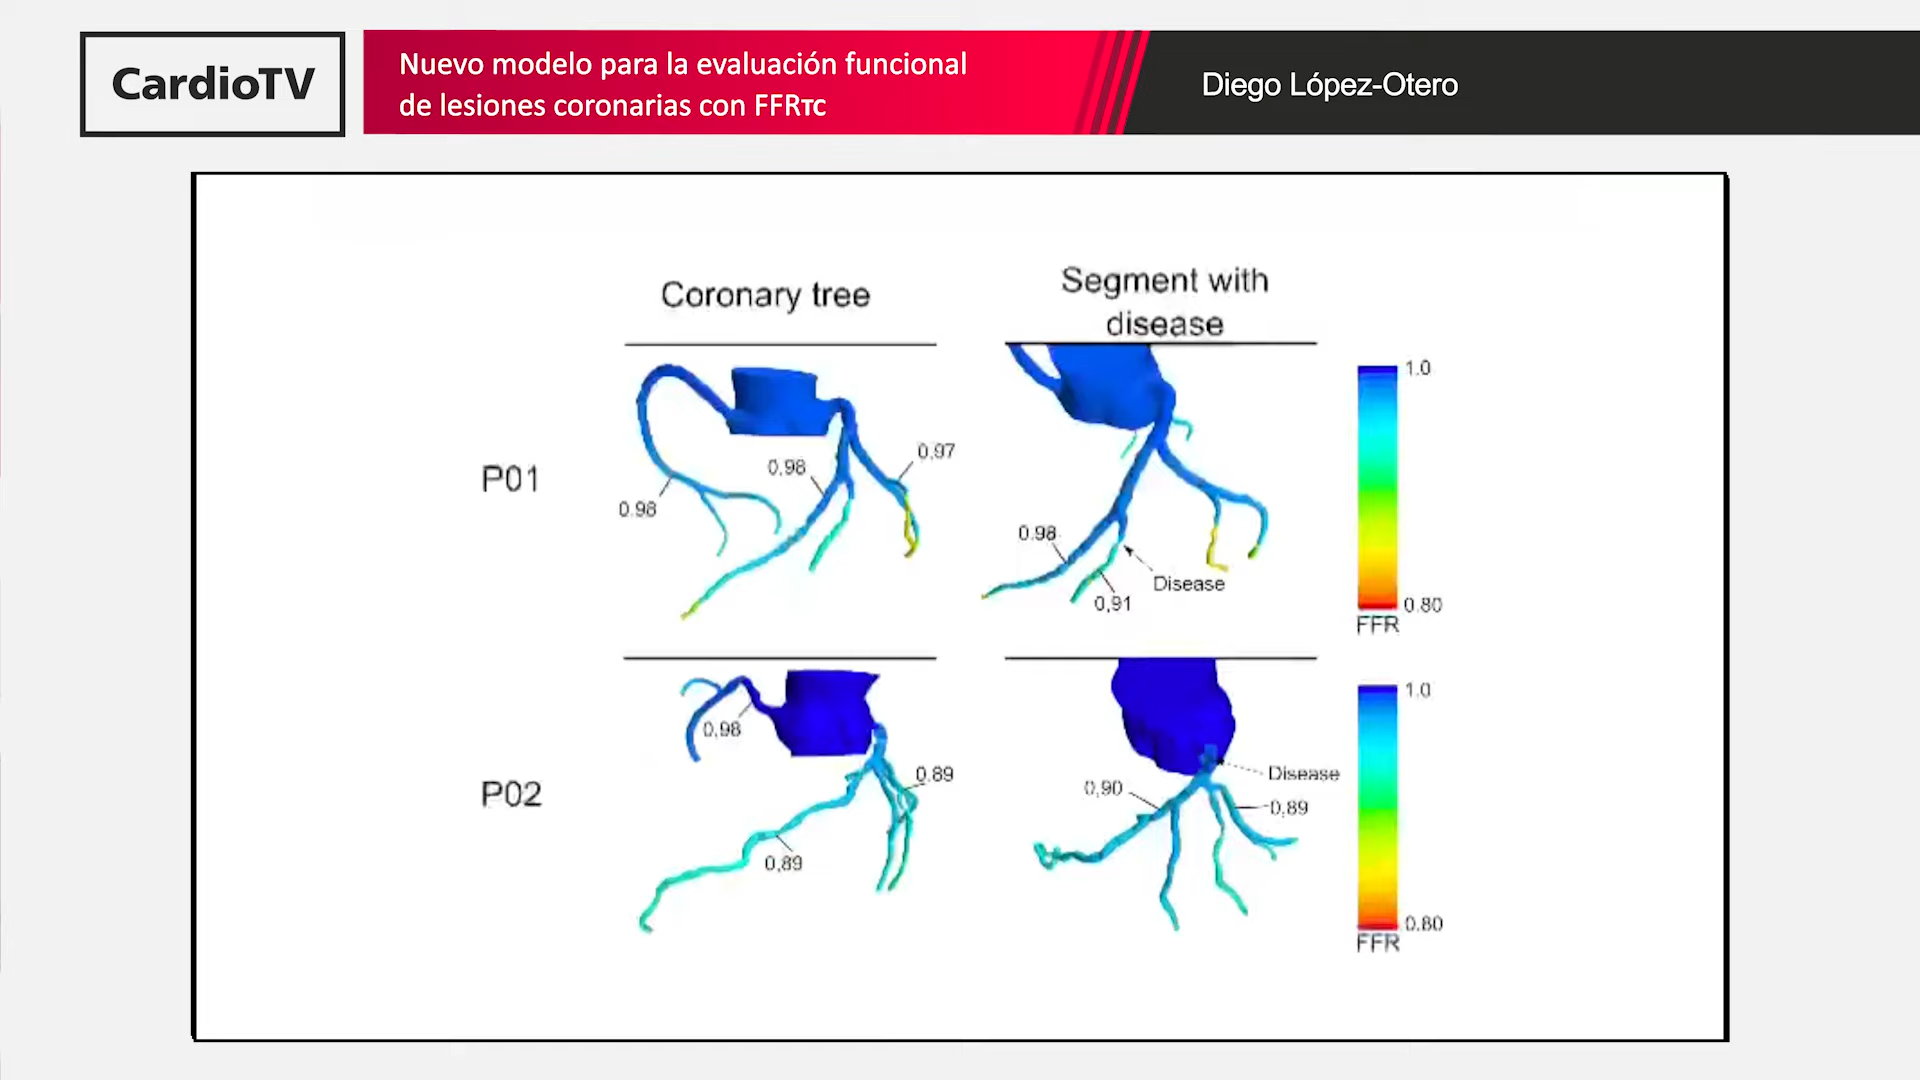 CardioTV
Nuevo modelo para la evaluación funcional
de lesiones coronarias con FFRTC
Diego López-Otero
Coronary tree
Segment with
disease
P01
0.98
0.98
0.97
0.98
0,91
Disease
1.0
0.80
FFR
P02
0,98
0.89
0,89
0,90
Disease
0,89
1.0
0.80
FFR